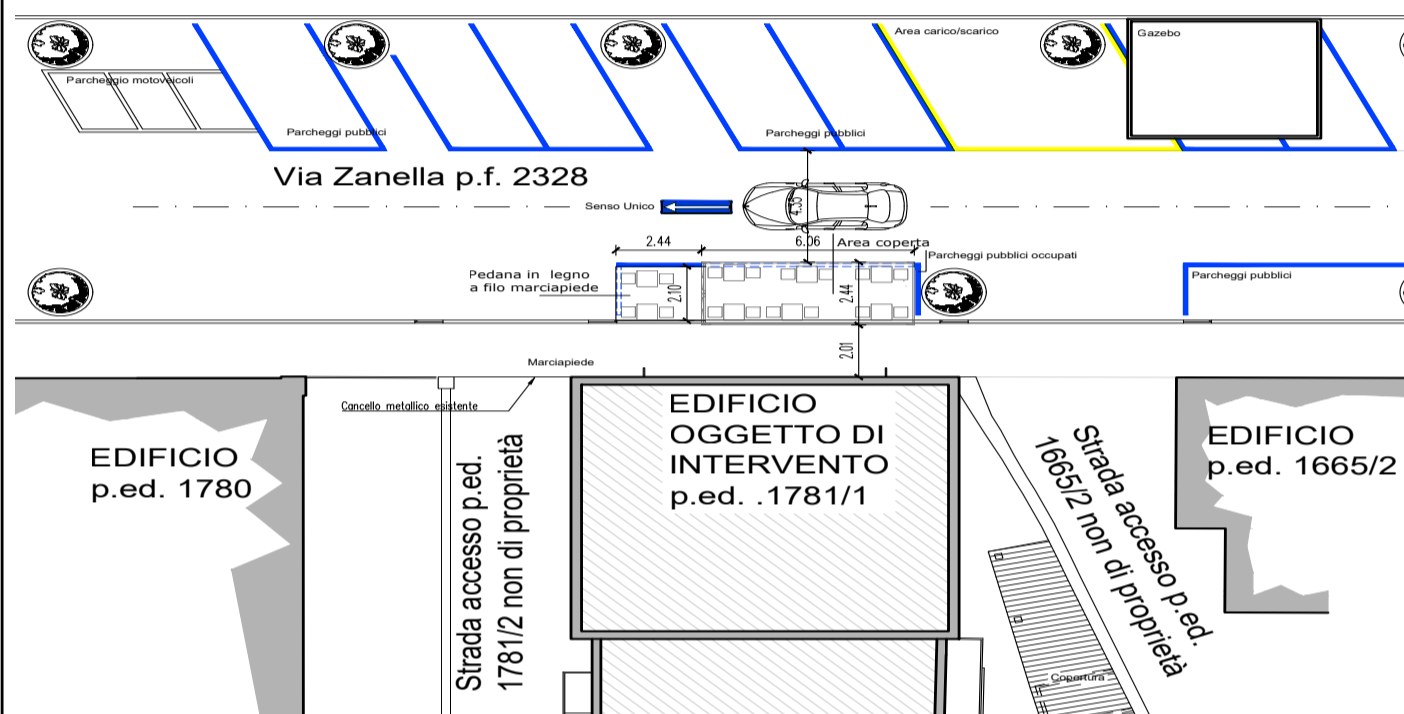 Area carico/scarico
Gazebo
Parcheggio motoveicoli
Parcheggi pubblici
Parcheggi pubblici
Via Zanella p.f. 2328
Senso Unico
4.35
2.44
6.06
Area coperta
Parcheggi pubblici occupati
Pedana in legno
a filo marciapiede
2.10
2.44
Parcheggi pubblici
2.01
Marciapiede
Cancello metallico esistente
EDIFICIO
p.ed. 1780
Strada accesso p.ed.
1781/2 non di proprietà
EDIFICIO
OGGETTO DI
INTERVENTO
p.ed. .1781/1
Strada accesso p.ed.
1665/2 non di proprietà
EDIFICIO
p.ed. 1665/2
Copertura